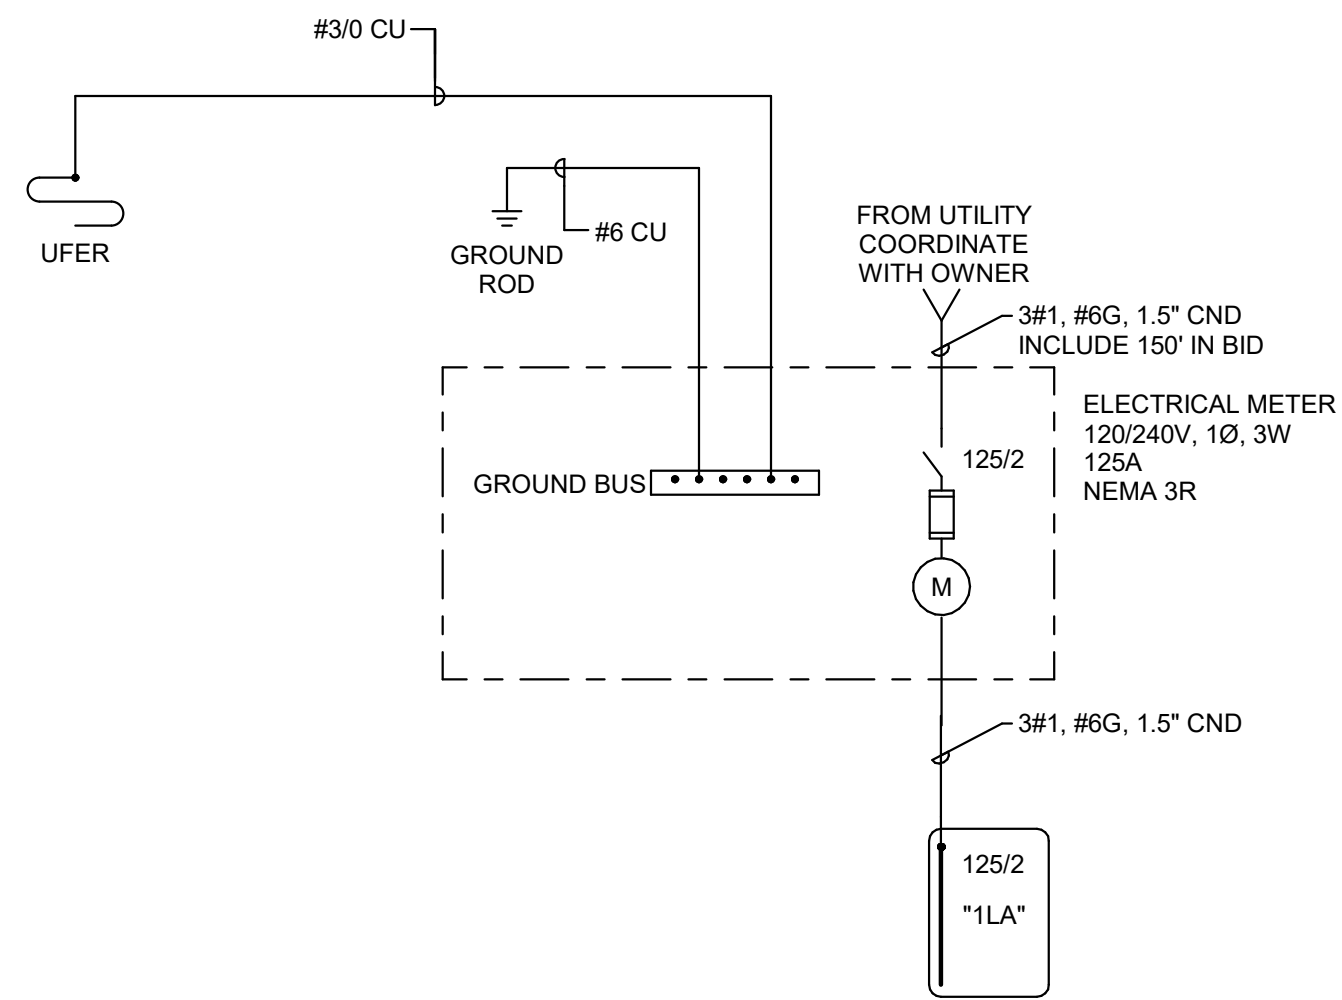 #3/0 CU
UFER
#6 CU
GROUND
ROD
FROM UTILITY
COORDINATE
WITH OWNER
3#1, #6G, 1.5" CND
INCLUDE 150' IN BID
ELECTRICAL METER
120/240V, 1Ø, 3W
125A
NEMA 3R
125/2
GROUND BUS
M
3#1, #6G, 1.5" CND
125/2
"1LA"